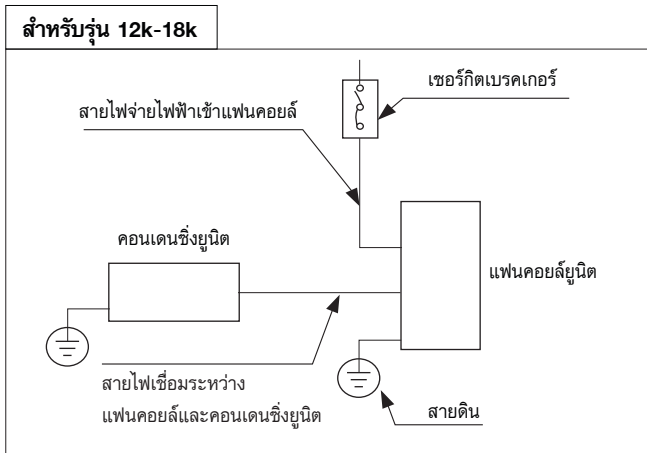 สำหรับรุ่น 12k-18k
เซอร์กิตเบรคเกอร์
สายไฟจ่ายไฟฟ้าเข้าแฟนคอยล์
คอนเดนซิ่งยูนิต
แฟนคอยล์ยูนิต
สายไฟเชื่อมระหว่าง
แฟนคอยล์และคอนเดนซิ่งยูนิต
สายดิน